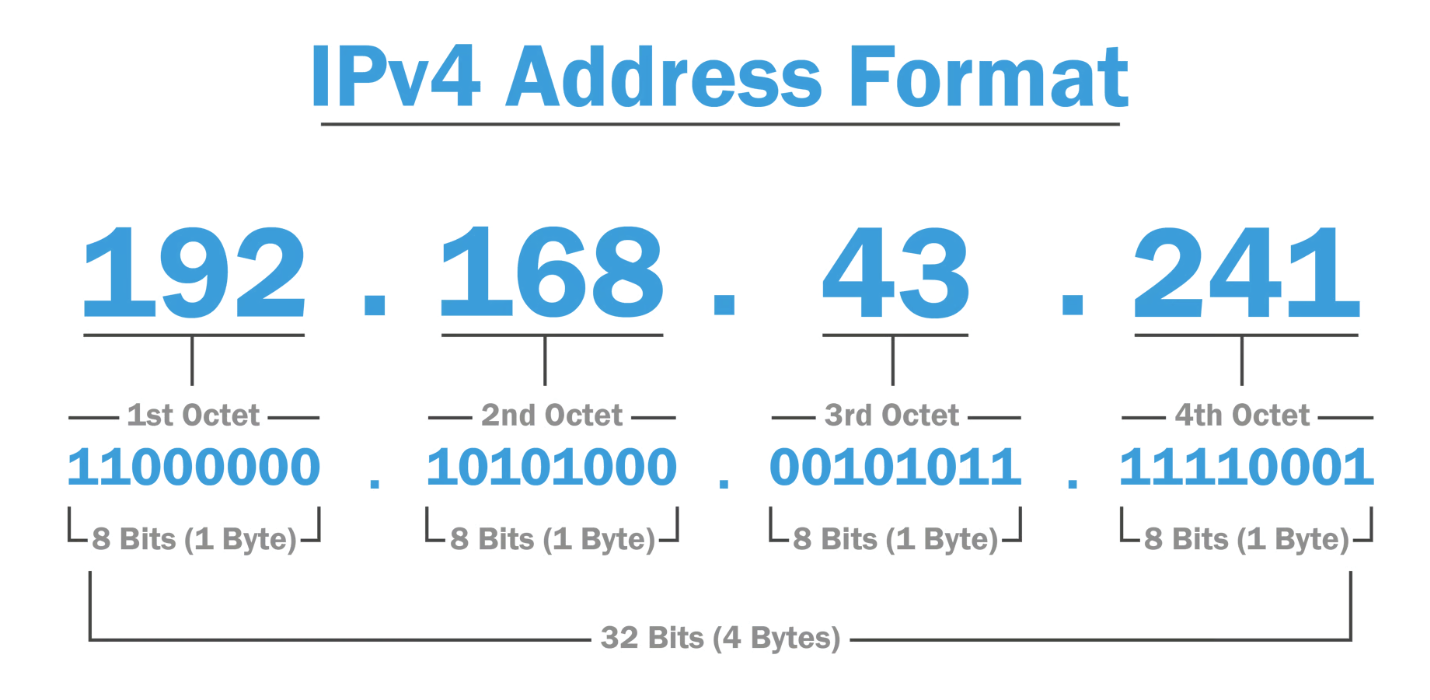 IPv4 Address Format
192 . 168 . 43 . 241
1st Octet 2nd Octet 3rd Octet 4th Octet
11000000 . 10101000 . 00101011 . 11110001
8 Bits (1 Byte) 8 Bits (1 Byte) 8 Bits (1 Byte) 8 Bits (1 Byte)
32 Bits (4 Bytes)